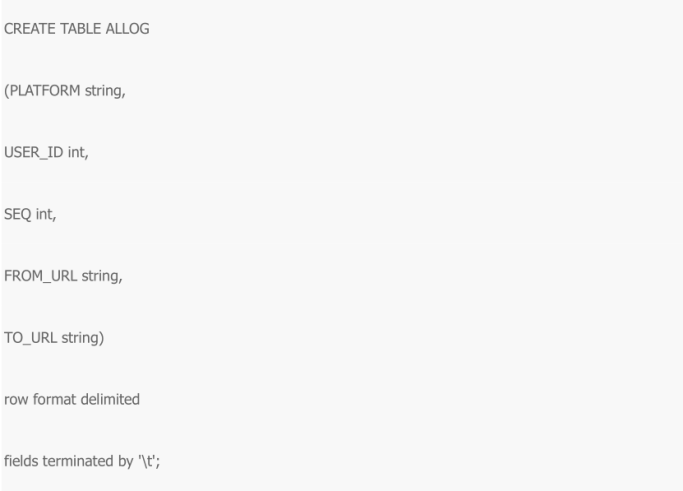 CREATE TABLE ALLOG
(PLATFORM string,
USER_ID int,
SEQ int,
FROM_URL string,
TO_URL string)
row format delimited
fields terminated by '\t';